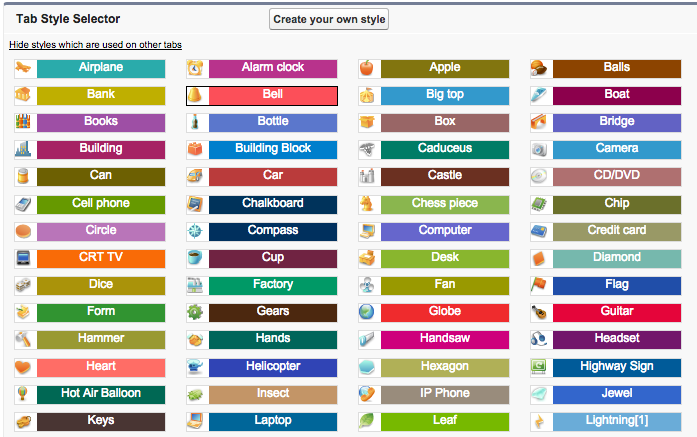 Tab Style Selector
Create your own style
Hide styles which are used on other tabs
Airplane Alarm clock Apple Balls
Bank Bell Big top Boat
Books Bottle Box Bridge
Building Building Block Caduceus Camera
Can Car Castle CD/DVD
Cell phone Chalkboard Chess piece Chip
Circle Compass Computer Credit card
CRT TV Cup Desk Diamond
Dice Factory Fan Flag
Form Gears Globe Guitar
Hammer Hands Handsaw Headset
Heart Helicopter Hexagon Highway Sign
Hot Air Balloon Insect IP Phone Jewel
Keys Laptop Leaf Lightning[1]